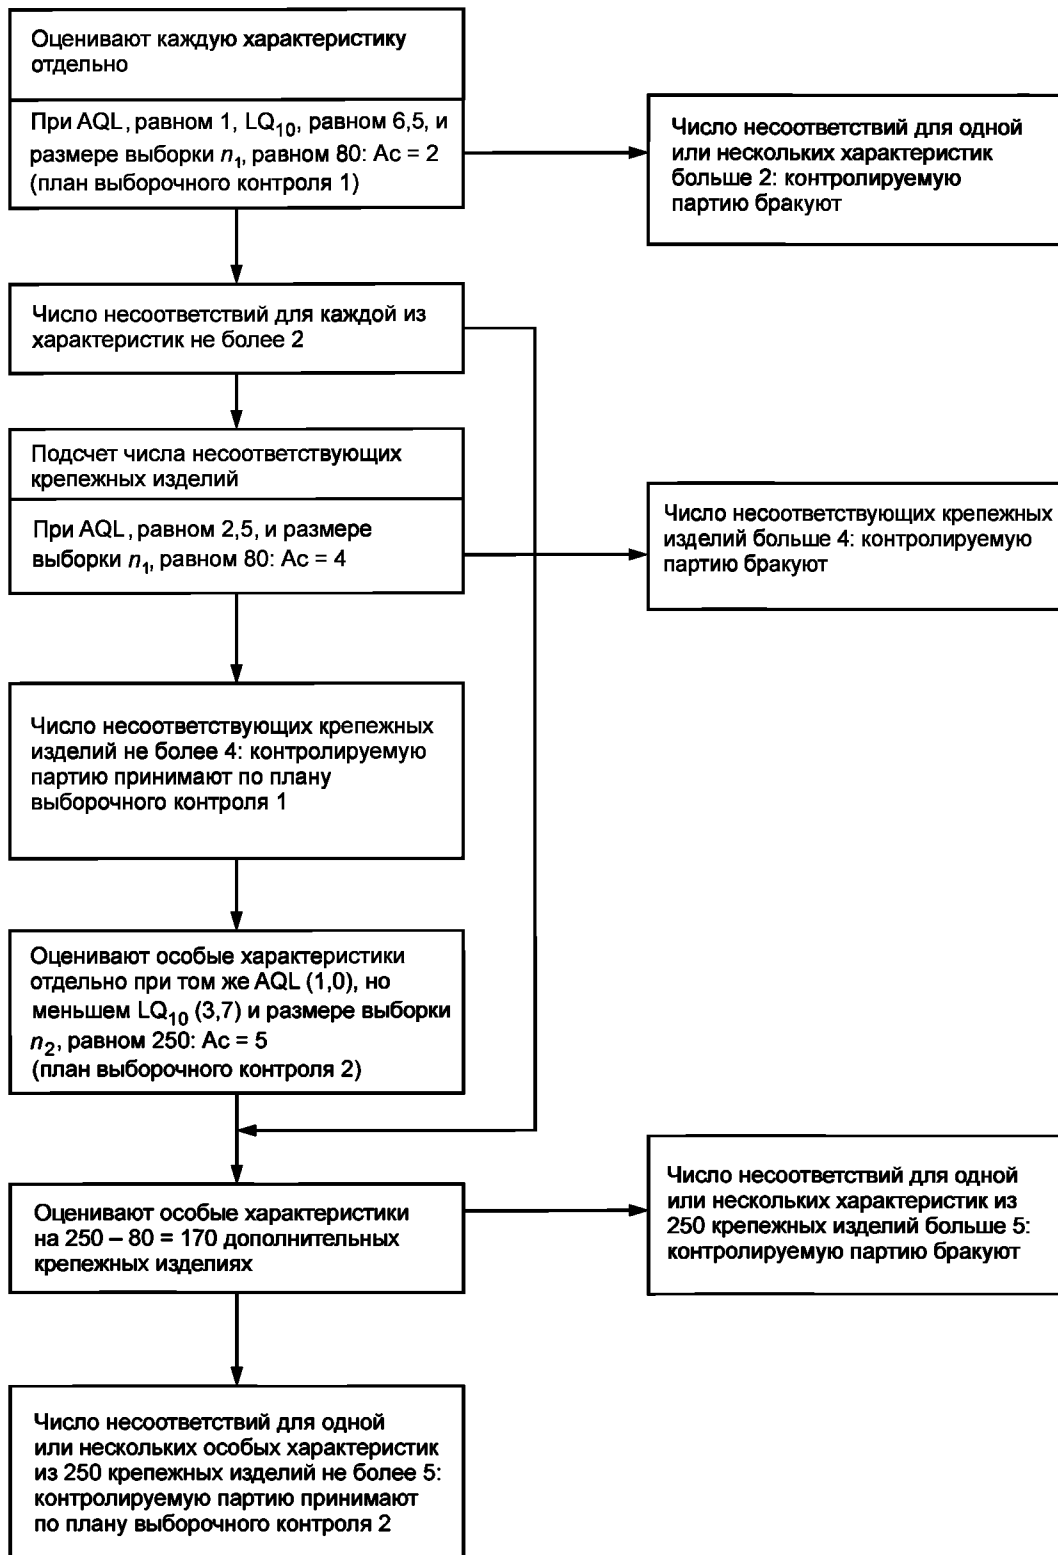 Оценивают каждую характеристику
отдельно
При AQL, равном 1, LQ₁₀, равном 6,5, и
размере выборки n₁, равном 80: Ac = 2
(план выборочного контроля 1)
Число несоответствий для одной
или нескольких характеристик
больше 2: контролируемую
партию бракуют
Число несоответствий для каждой из
характеристик не более 2
Подсчет числа несоответствующих
крепежных изделий
При AQL, равном 2,5, и размере
выборки n₁, равном 80: Ac = 4
Число несоответствующих крепежных
изделий больше 4: контролируемую
партию бракуют
Число несоответствующих крепежных
изделий не более 4: контролируемую
партию принимают по плану
выборочного контроля 1
Оценивают особые характеристики
отдельно при том же AQL (1,0), но
меньшем LQ₁₀ (3,7) и размере выборки
n₂, равном 250: Ac = 5
(план выборочного контроля 2)
Оценивают особые характеристики
на 250 – 80 = 170 дополнительных
крепежных изделиях
Число несоответствий для одной
или нескольких характеристик из
250 крепежных изделий больше 5:
контролируемую партию бракуют
Число несоответствий для одной
или нескольких особых характеристик
из 250 крепежных изделий не более 5:
контролируемую партию принимают
по плану выборочного контроля 2